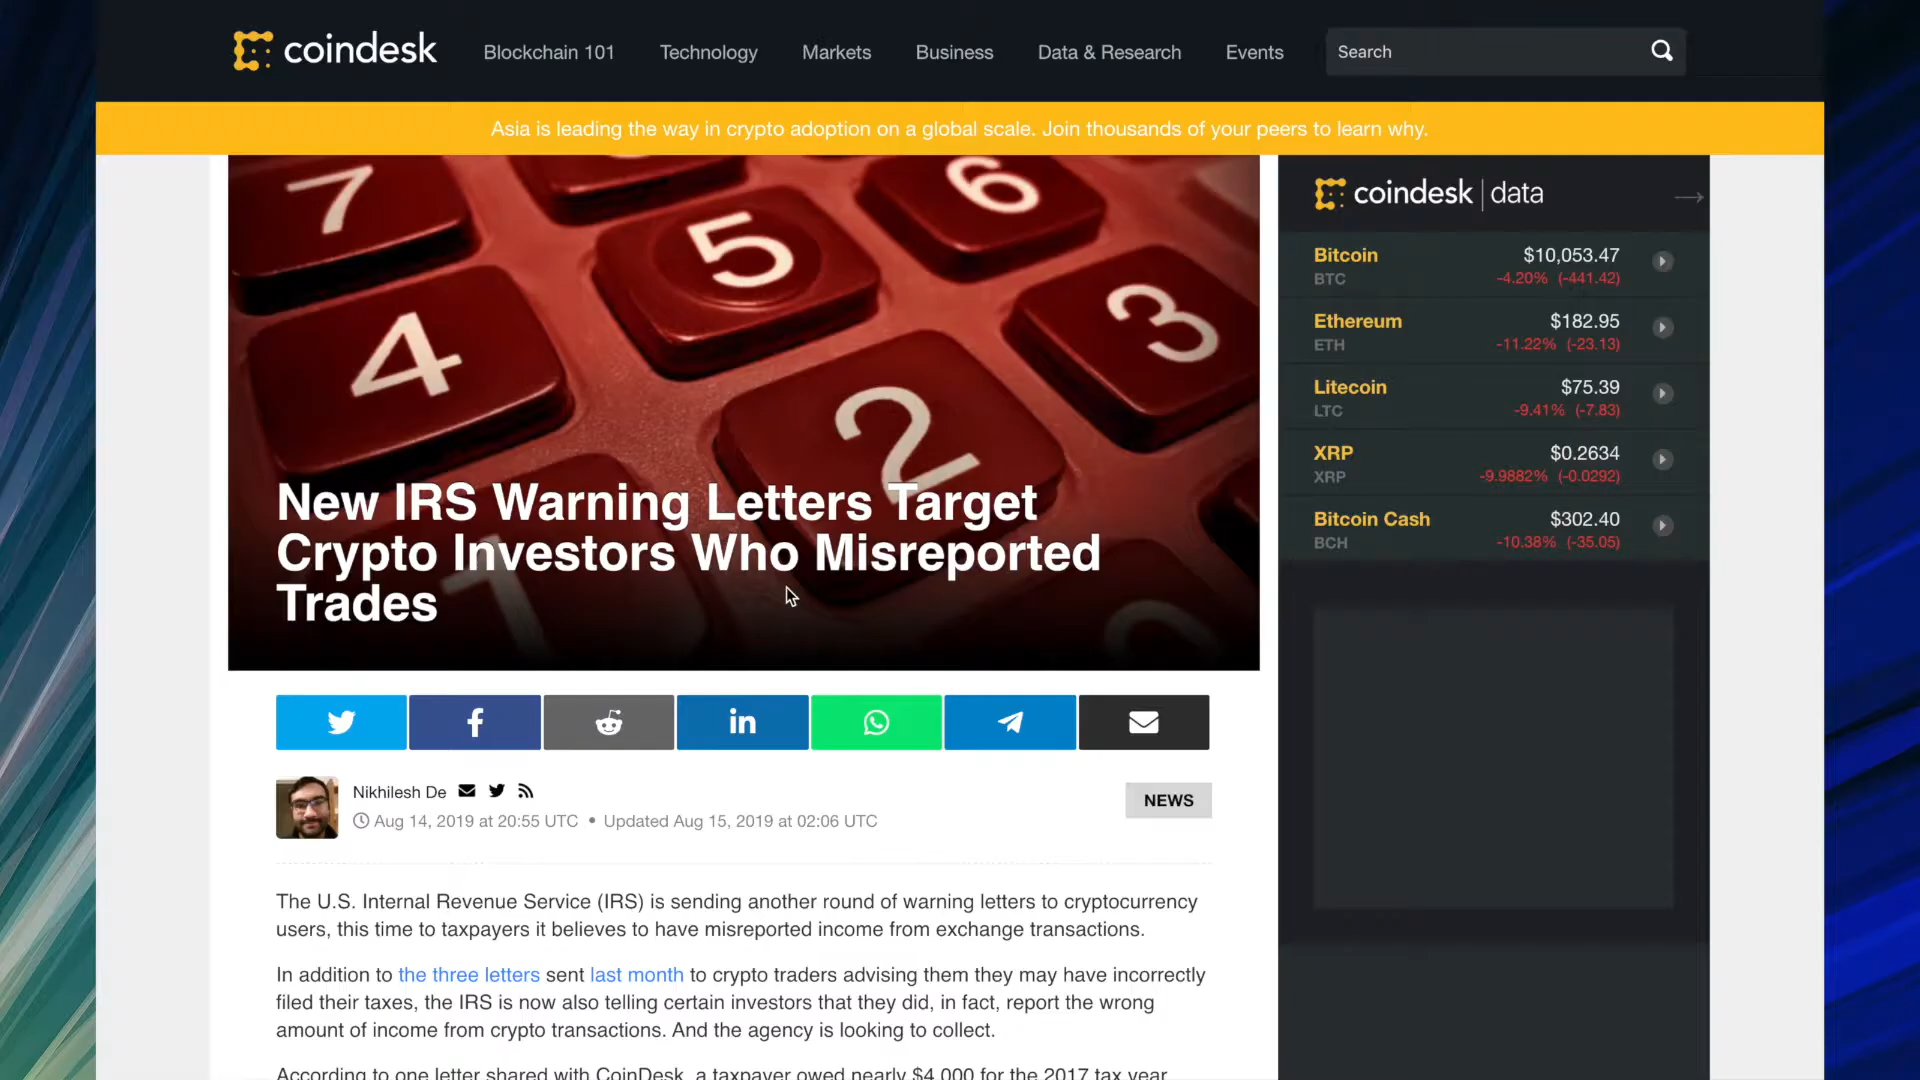 coindesk
Blockchain 101
Technology
Markets
Business
Data & Research
Events
Search
Asia is leading the way in crypto adoption on a global scale. Join thousands of your peers to learn why.
7
5
6
4
3
2
1
New IRS Warning Letters Target
Crypto Investors Who Misreported
Trades
coindesk | data
Bitcoin $10,053.47
BTC -4.20% (-441.42)
Ethereum $182.95
ETH -11.22% (-23.13)
Litecoin $75.39
LTC -9.41% (-7.83)
XRP $0.2634
XRP -9.9882% (-0.0292)
Bitcoin Cash $302.40
BCH -10.38% (-35.05)
Nikhilesh De
Aug 14, 2019 at 20:55 UTC • Updated Aug 15, 2019 at 02:06 UTC
NEWS
The U.S. Internal Revenue Service (IRS) is sending another round of warning letters to cryptocurrency
users, this time to taxpayers it believes to have misreported income from exchange transactions.
In addition to the three letters sent last month to crypto traders advising them they may have incorrectly
filed their taxes, the IRS is now also telling certain investors that they did, in fact, report the wrong
amount of income from crypto transactions. And the agency is looking to collect.
According to one letter shared with CoinDesk, a taxpayer owed nearly $4,000 for the 2017 tax year